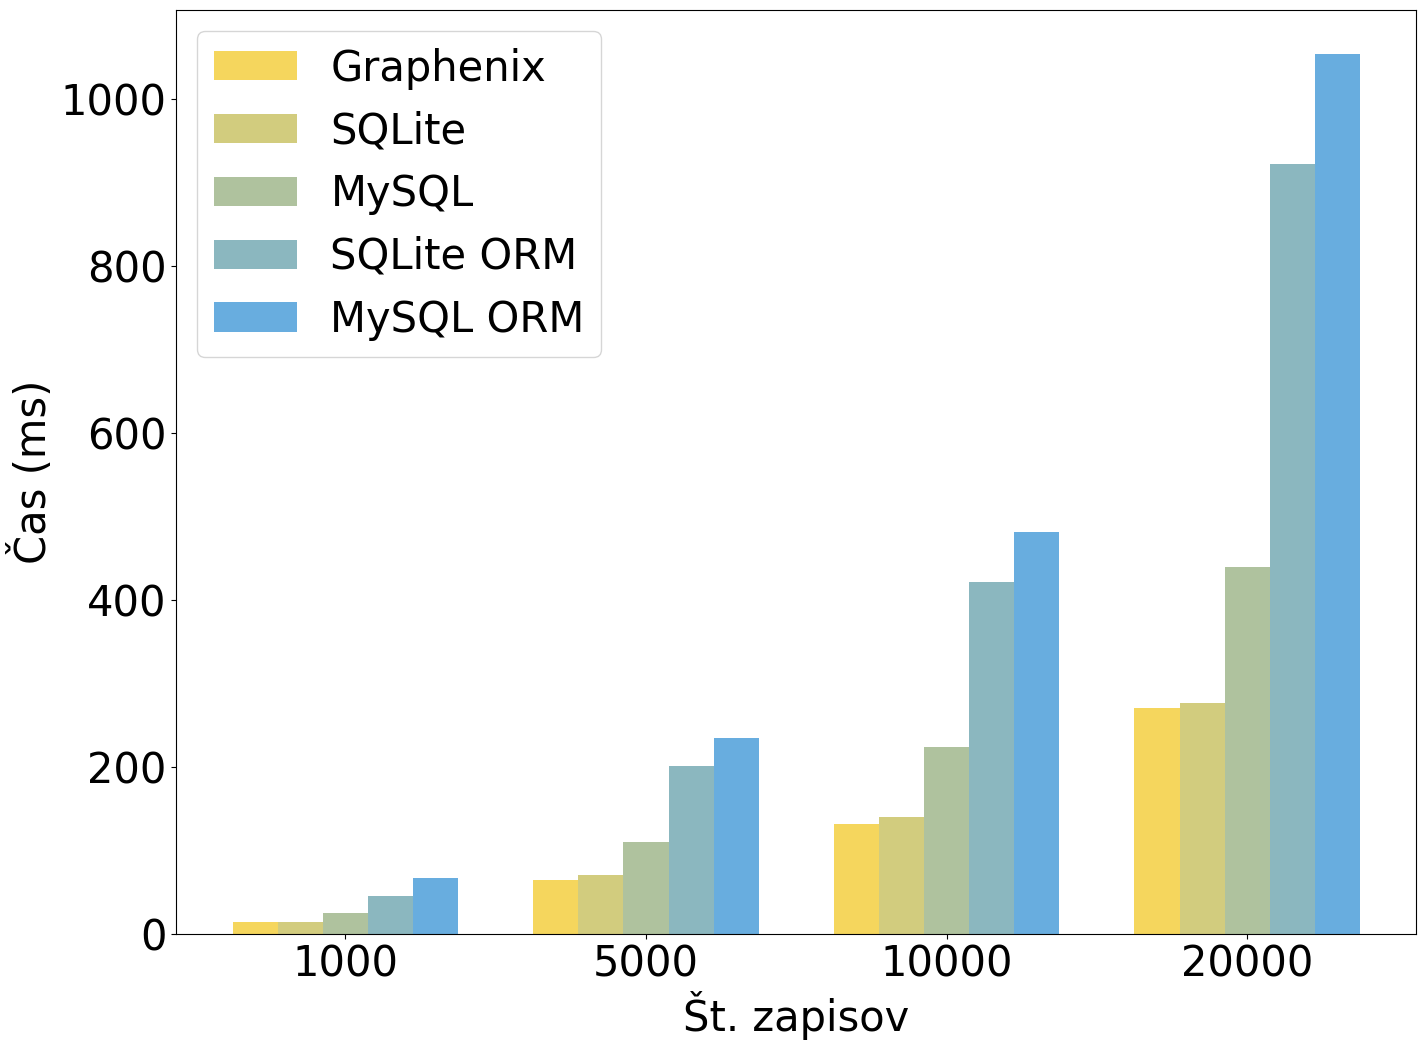 Graphenix
SQLite
MySQL
SQLite ORM
MySQL ORM
1000
800
600
400
200
0
Čas (ms)
1000 5000 10000 20000
Št. zapisov